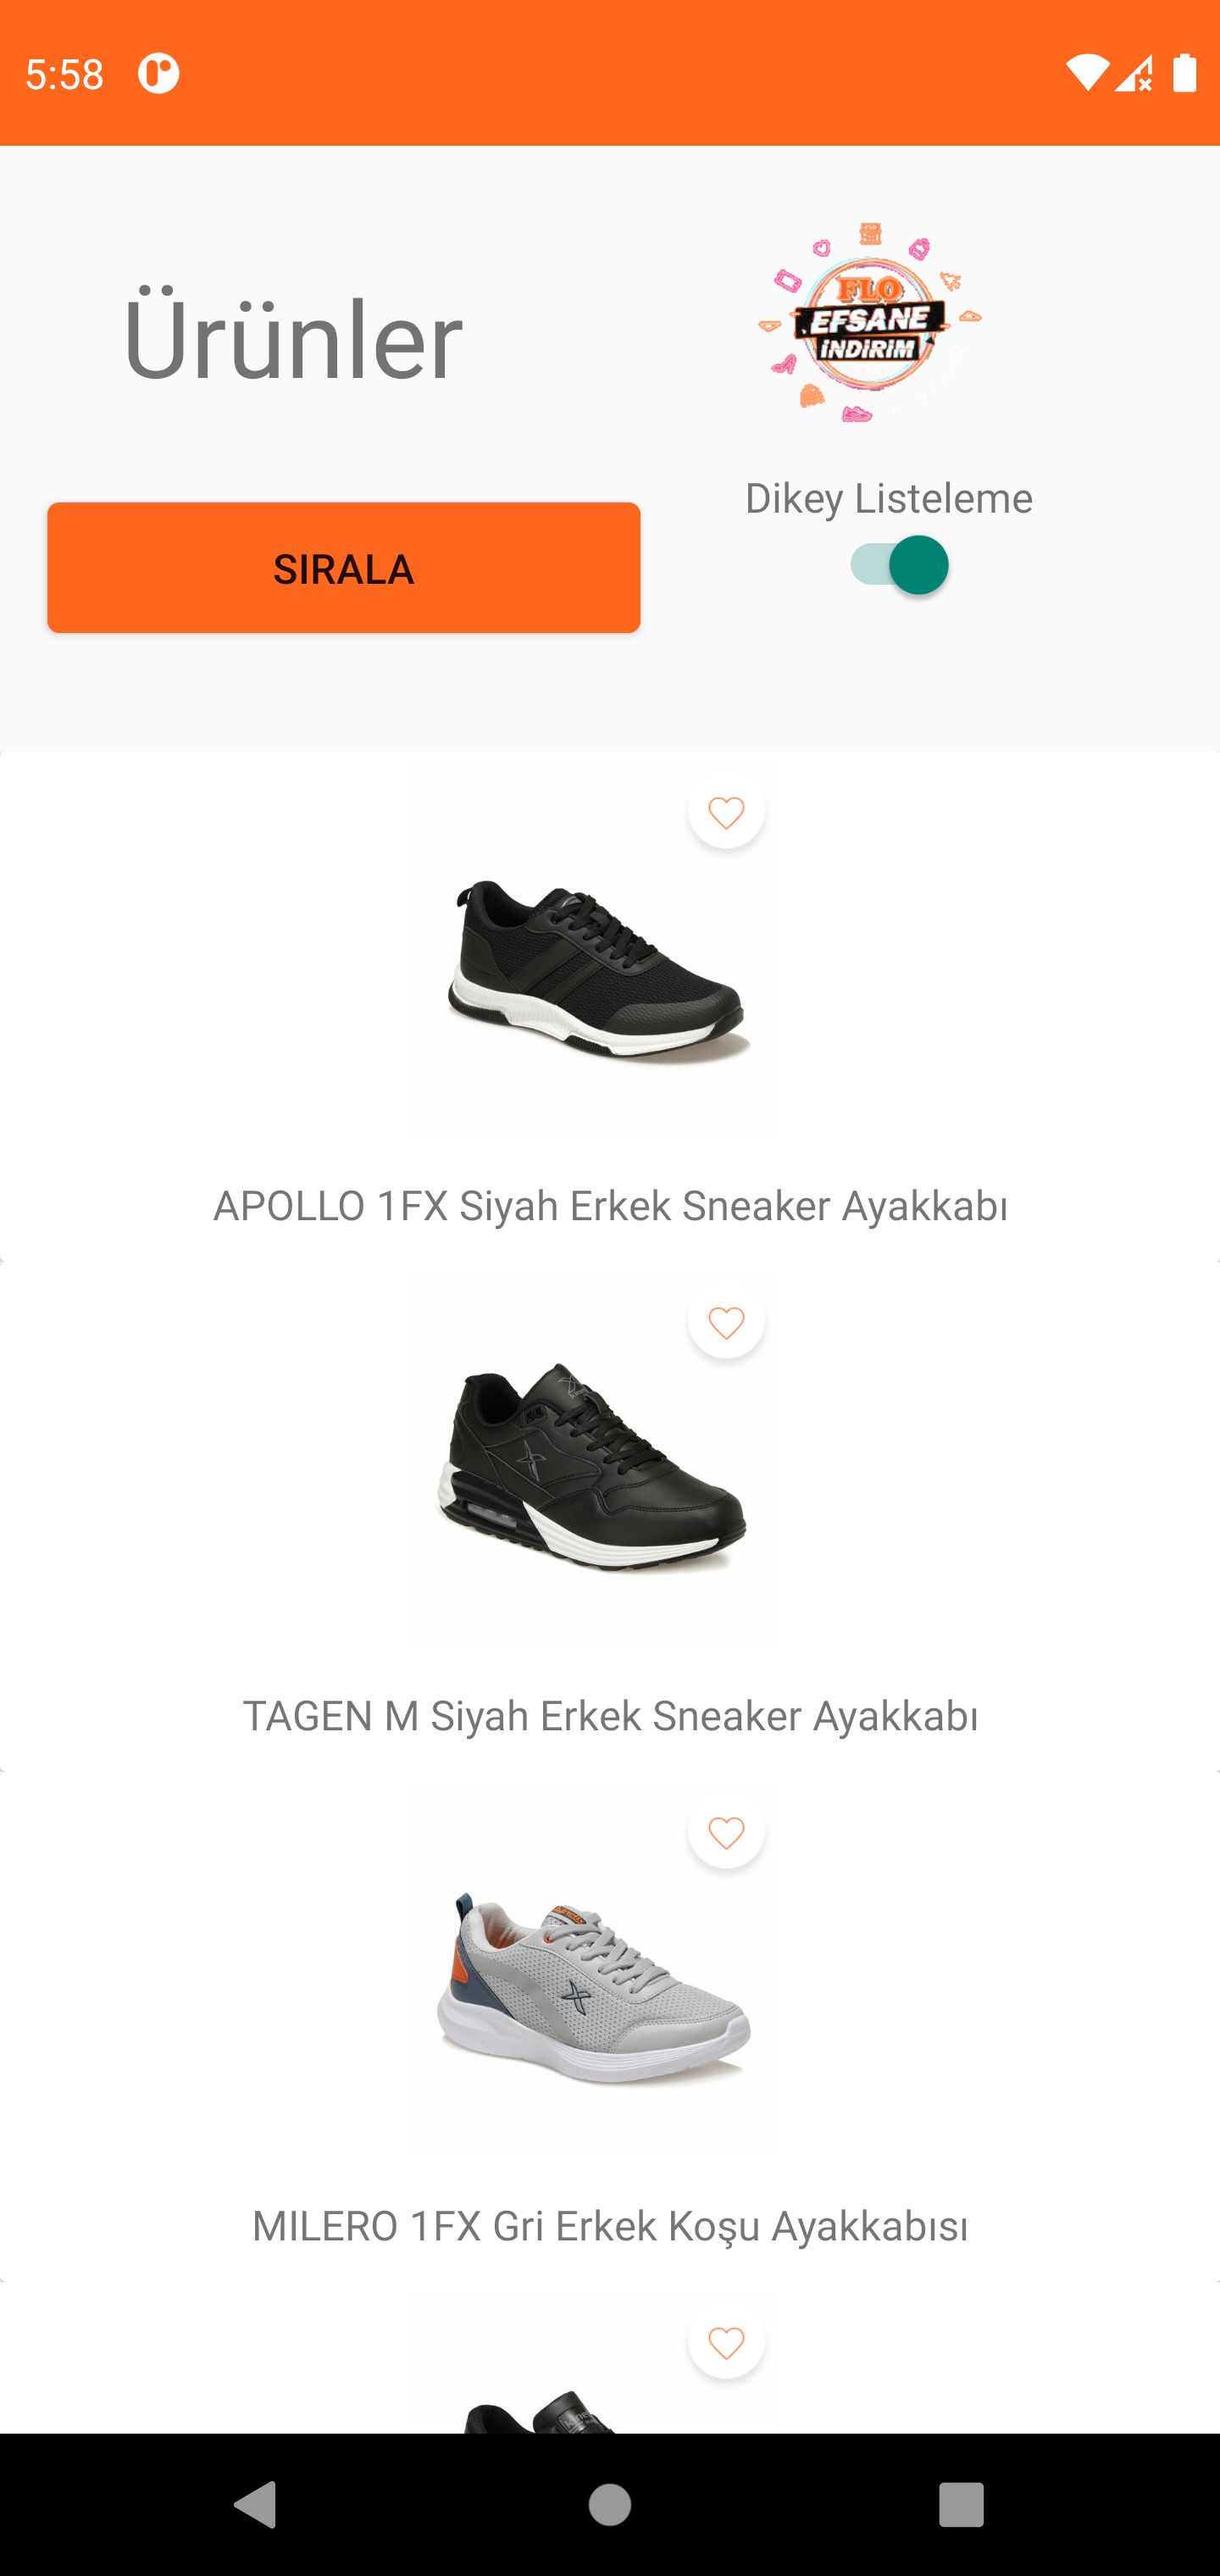 5:58
Ürünler
FLO
EFSANE
İNDİRİM
Dikey Listeleme
SIRALA
APOLLO 1FX Siyah Erkek Sneaker Ayakkabı
TAGEN M Siyah Erkek Sneaker Ayakkabı
MILERO 1FX Gri Erkek Koşu Ayakkabısı